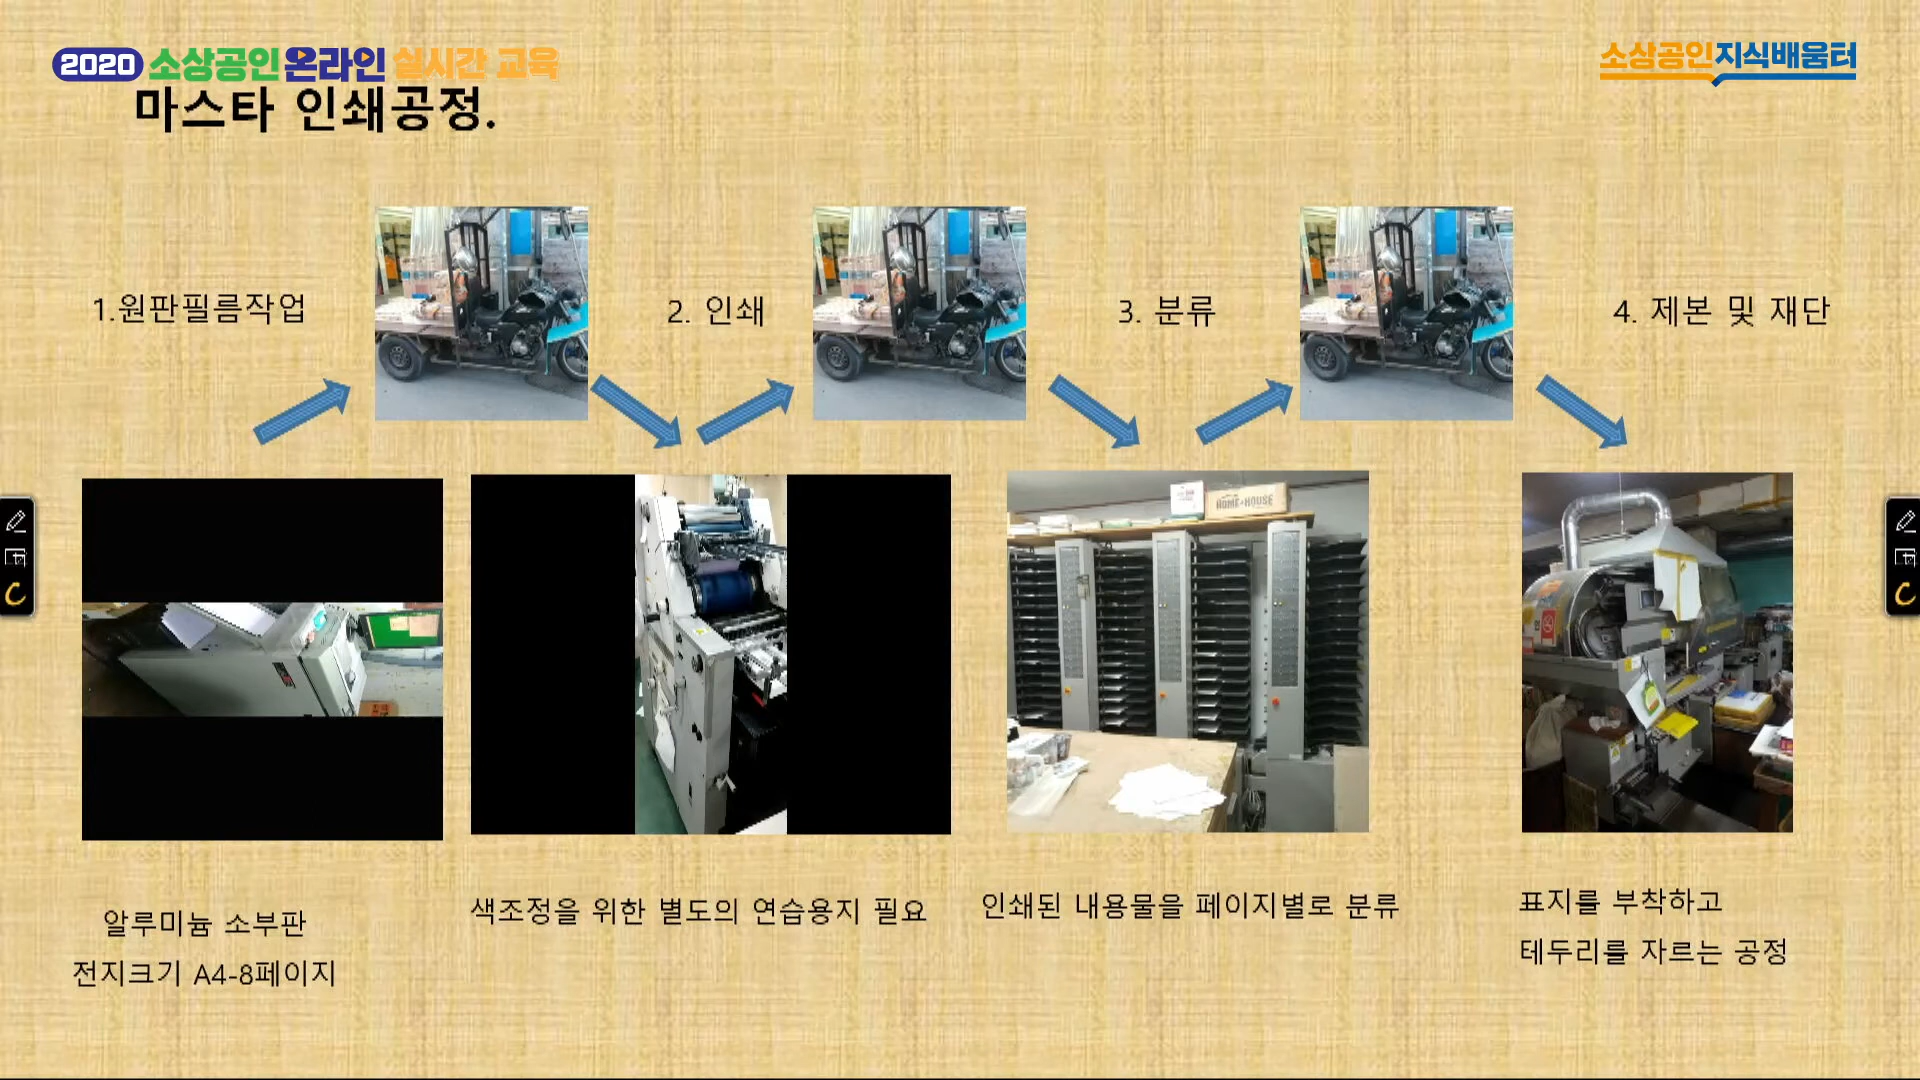 2020 소상공인 온라인 실시간 교육
소상공인지식배움터
마스타 인쇄공정.
1.원판필름작업
2. 인쇄
3. 분류
4. 제본 및 재단
HOME+HOUSE
알루미늄 소부판
전지크기 A4-8페이지
색조정을 위한 별도의 연습용지 필요
인쇄된 내용물을 페이지별로 분류
표지를 부착하고
테두리를 자르는 공정